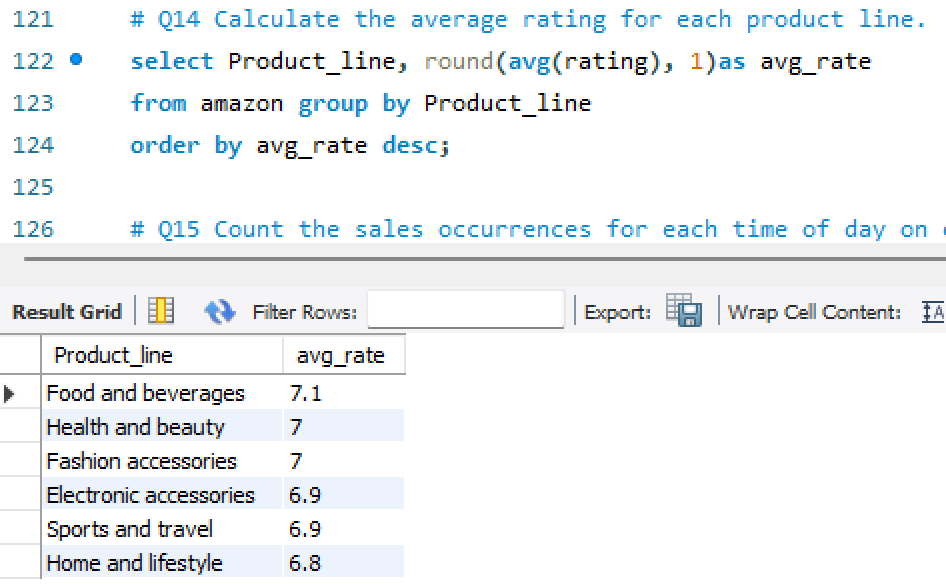 121 # Q14 Calculate the average rating for each product line.
122 select Product_line, round(avg(rating), 1)as avg_rate
123 from amazon group by Product_line
124 order by avg_rate desc;
125
126 # Q15 Count the sales occurrences for each time of day on
Result Grid Filter Rows: Export: Wrap Cell Content:
Product_line avg_rate
Food and beverages 7.1
Health and beauty 7
Fashion accessories 7
Electronic accessories 6.9
Sports and travel 6.9
Home and lifestyle 6.8